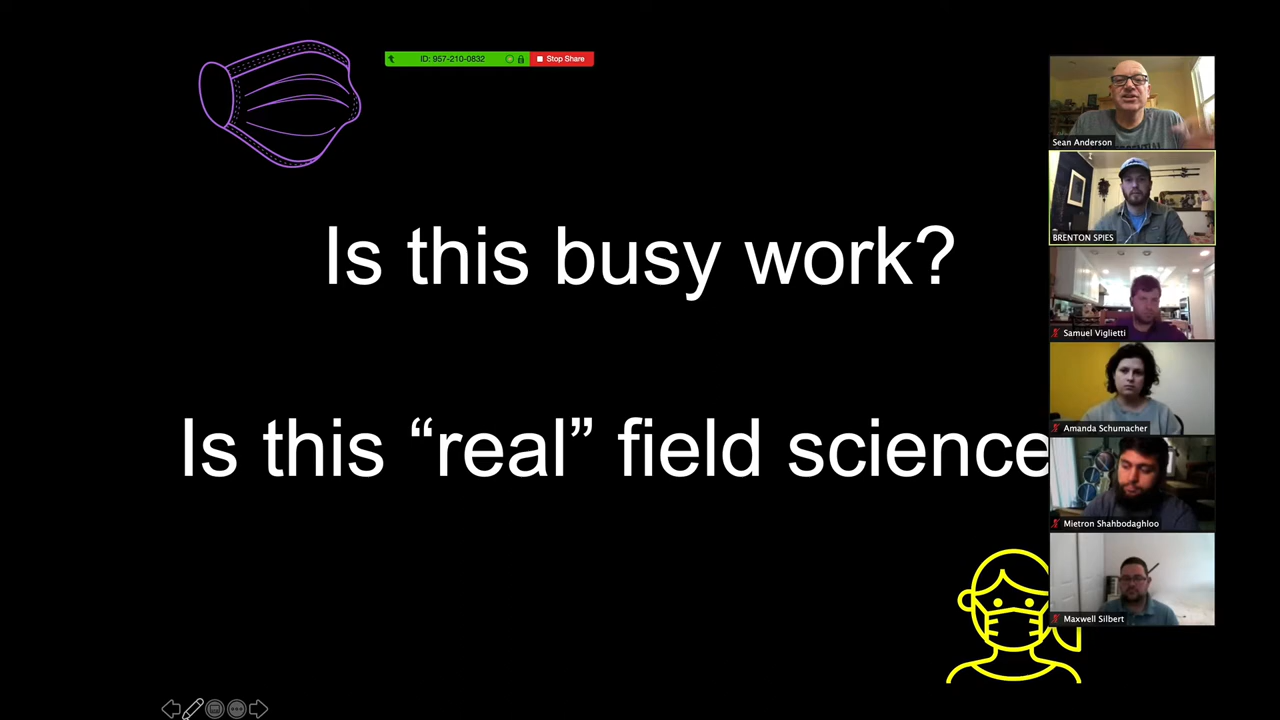 ID: 957-210-0832
Stop Share
Is this busy work?
Is this “real” field science
Sean Anderson
BRENTON SPIES
Samuel Viglietti
Amanda Schumacher
Mietron Shahbodaghloo
Maxwell Silbert